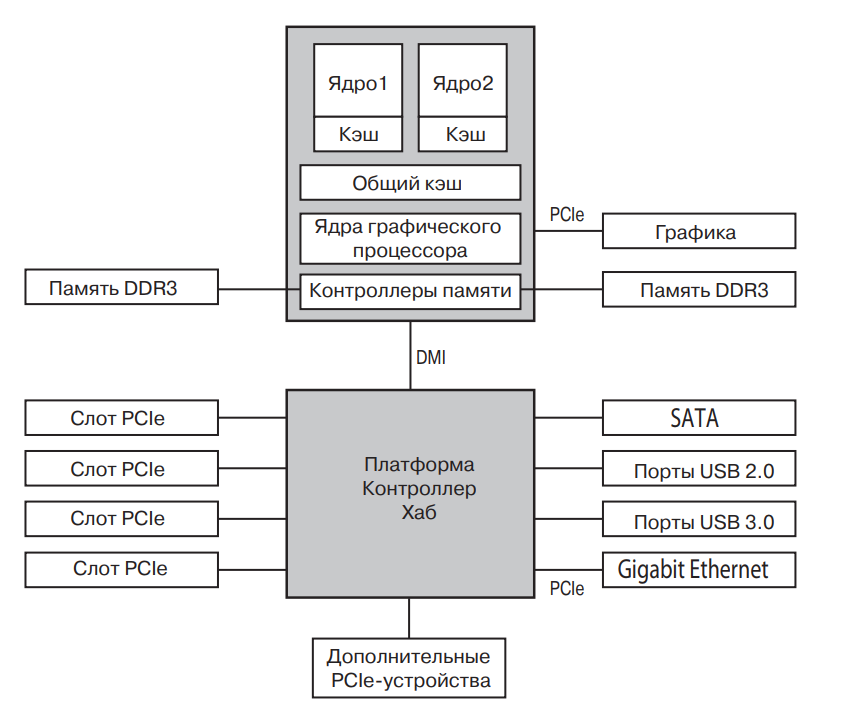 Ядро1
Ядро2
Кэш
Кэш
Общий кэш
Ядра графического
процессора
PCIe
Графика
Память DDR3
Контроллеры памяти
Память DDR3
DMI
Слот PCIe
Слот PCIe
Слот PCIe
Слот PCIe
Платформа
Контроллер
Хаб
SATA
Порты USB 2.0
Порты USB 3.0
Gigabit Ethernet
PCIe
Дополнительные
PCIe-устройства